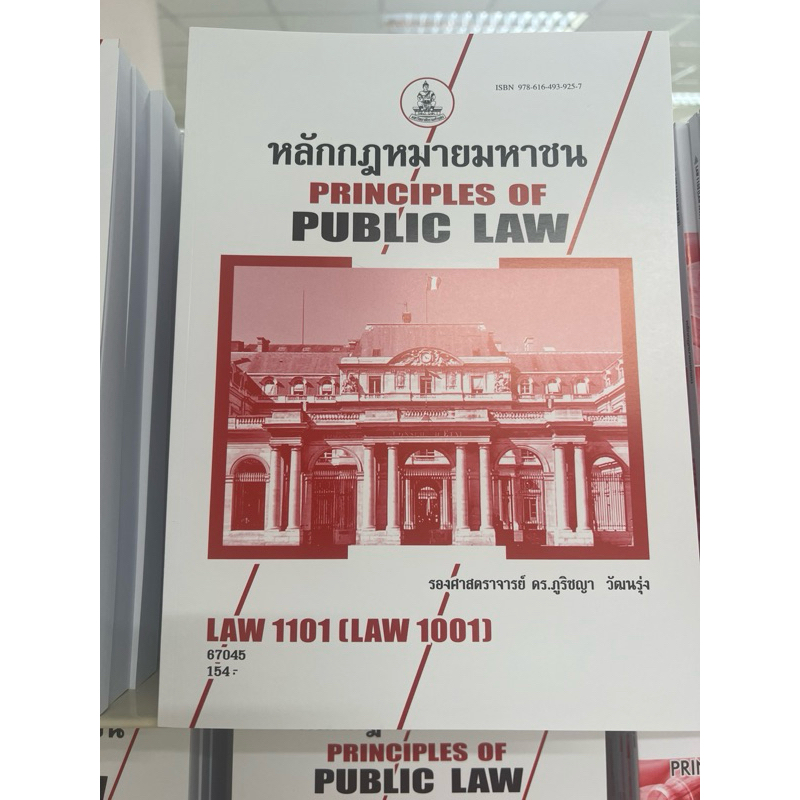 ISBN 978-616-493-925-7
หลักกฎหมายมหาชน
PRINCIPLES OF
PUBLIC LAW
รองศาสตราจารย์ ดร.ภูริชญา วัฒนรุ่ง
LAW 1101 (LAW 1001)
67045
154.-
PRINCIPLES OF
PUBLIC LAW
PRIN